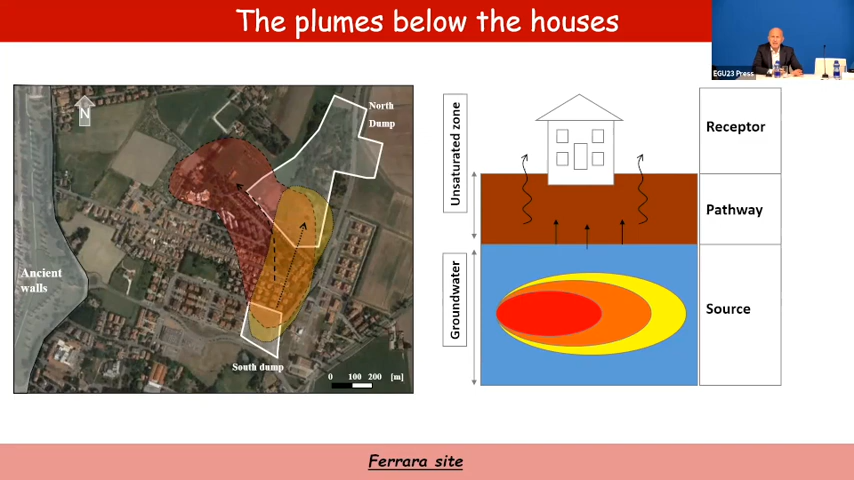 The plumes below the houses
EGU23 Press
N
North
Dump
Ancient
walls
South dump
0 100 200 [m]
Unsaturated zone
Groundwater
Receptor
Pathway
Source
Ferrara site